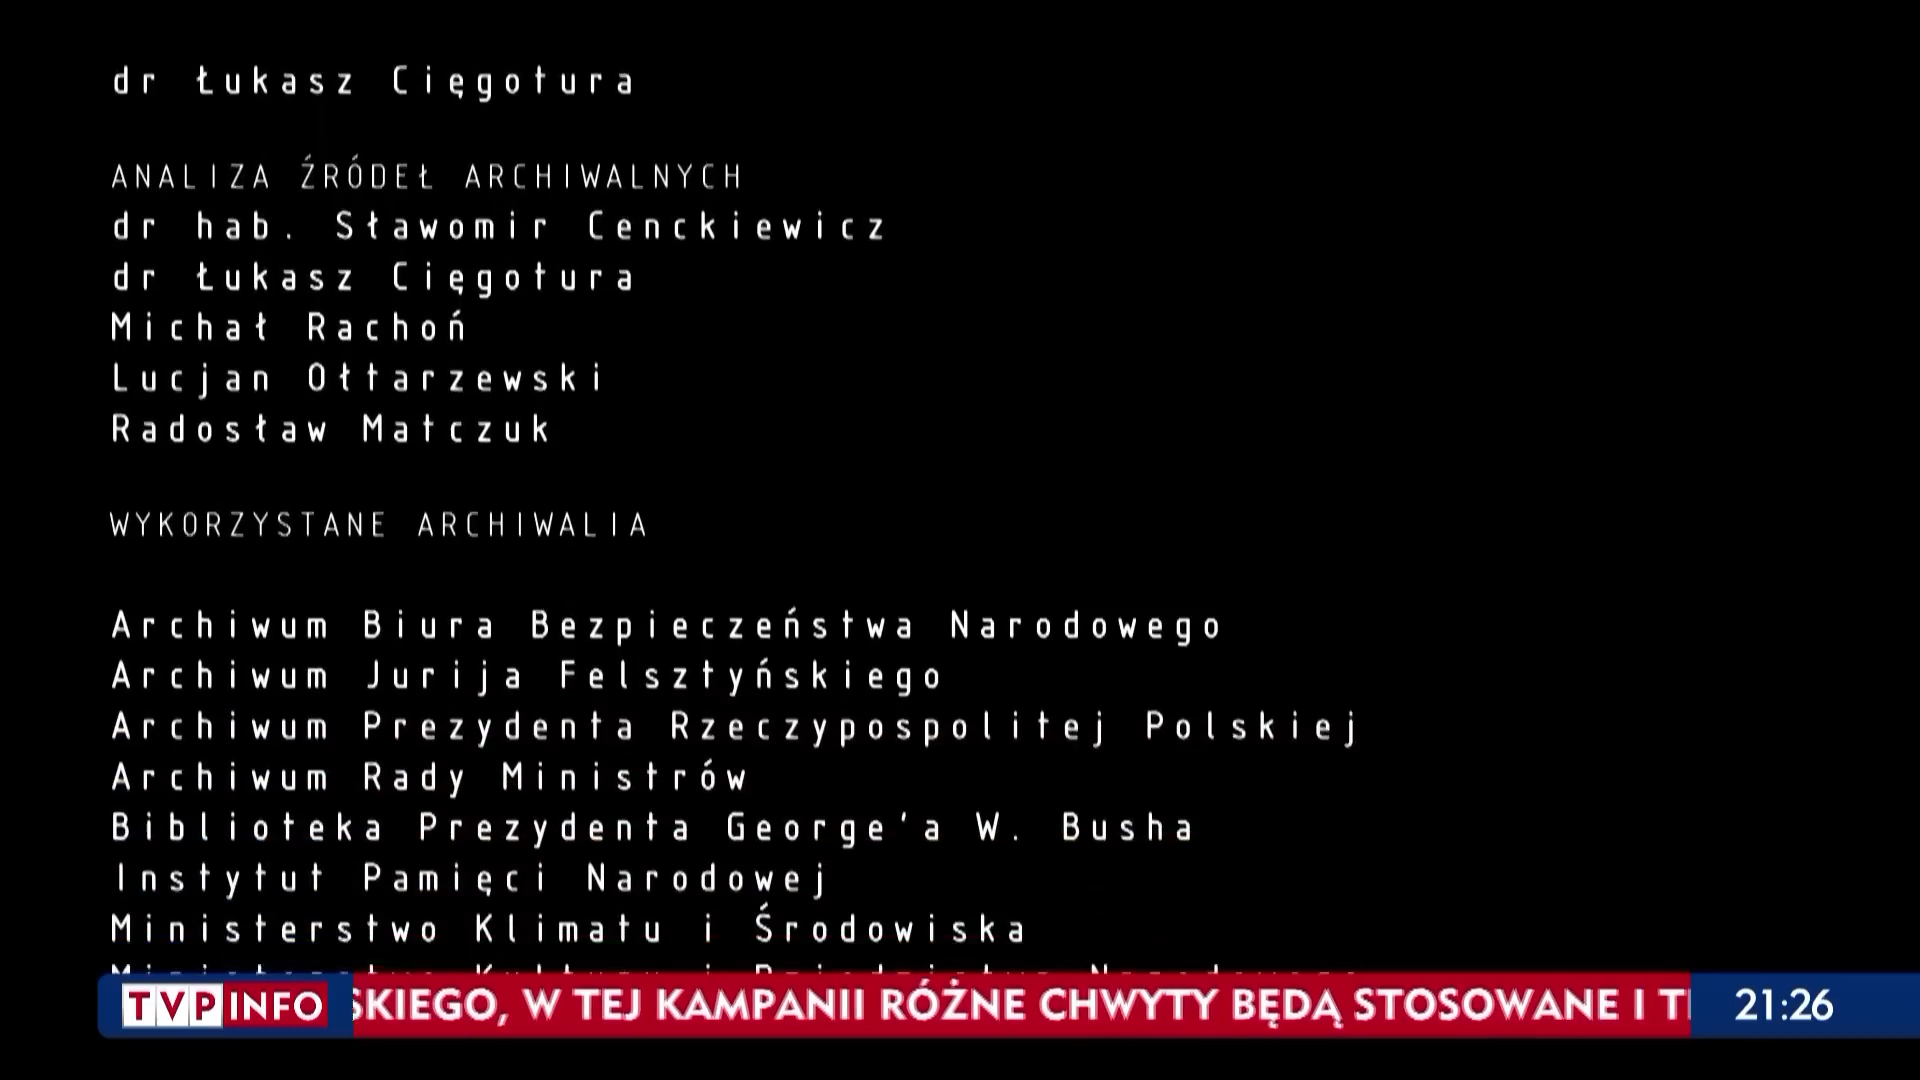 dr Łukasz Cięgotura
ANALIZA ŹRÓDEŁ ARCHIWALNYCH
dr hab. Sławomir Cenckiewicz
dr Łukasz Cięgotura
Michał Rachoń
Lucjan Ołtarzewski
Radosław Matczuk
WYKORZYSTANE ARCHIWALIA
Archiwum Biura Bezpieczeństwa Narodowego
Archiwum Jurija Felsztyńskiego
Archiwum Prezydenta Rzeczypospolitej Polskiej
Archiwum Rady Ministrów
Biblioteka Prezydenta George'a W. Busha
Instytut Pamięci Narodowej
Ministerstwo Klimatu i Środowiska
TVP INFO
SKIEGO, W TEJ KAMPANII RÓŻNE CHWYTY BĘDĄ STOSOWANE I
21:26